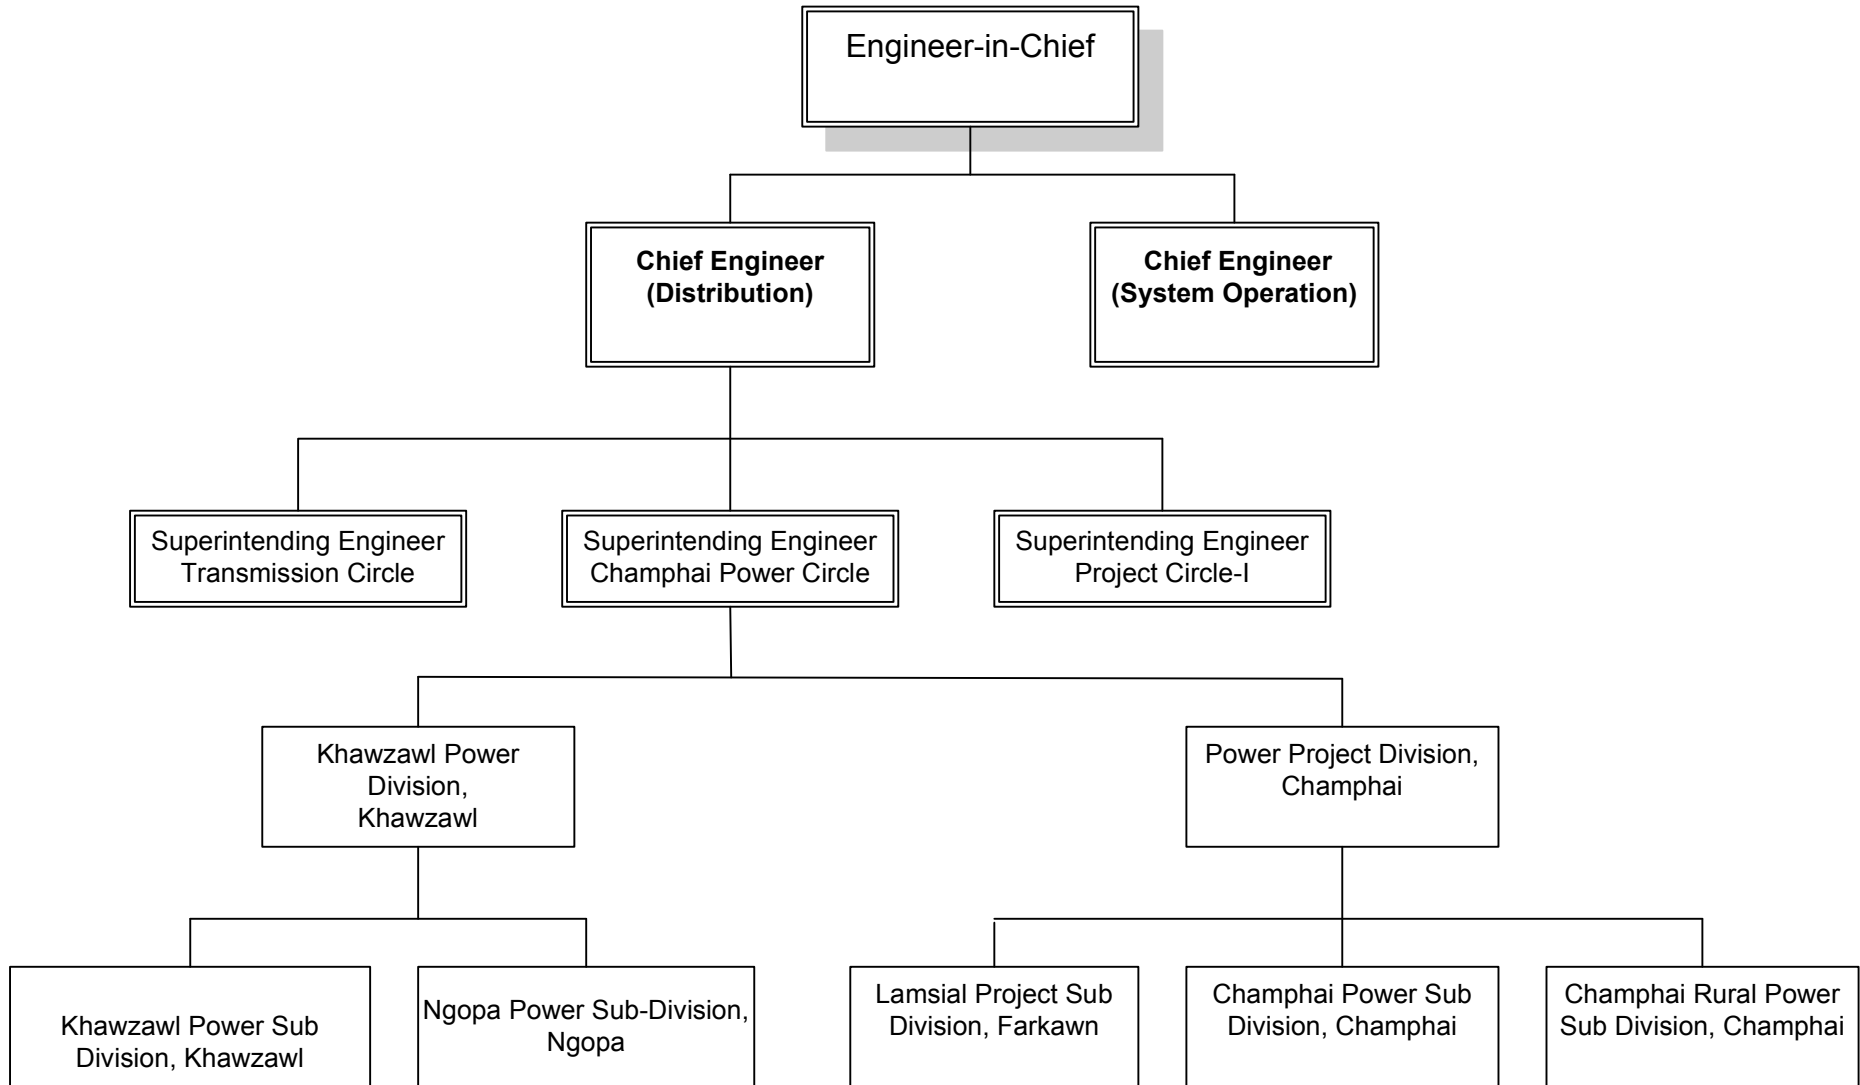 Engineer-in-Chief
Chief Engineer
(Distribution)
Chief Engineer
(System Operation)
Superintending Engineer
Transmission Circle
Superintending Engineer
Champhai Power Circle
Superintending Engineer
Project Circle-I
Khawzawl Power
Division,
Khawzawl
Power Project Division,
Champhai
Khawzawl Power Sub
Division, Khawzawl
Ngopa Power Sub-Division,
Ngopa
Lamsial Project Sub
Division, Farkawn
Champhai Power Sub
Division, Champhai
Champhai Rural Power
Sub Division, Champhai